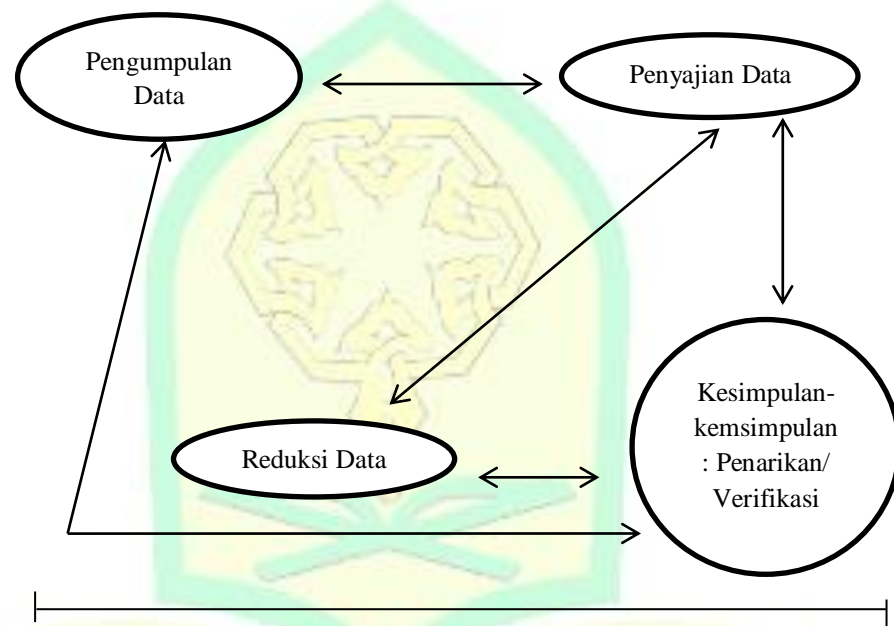 Pengumpulan
Data
Penyajian Data
Reduksi Data
Kesimpulan-
kemsimpulan
: Penarikan/
Verifikasi